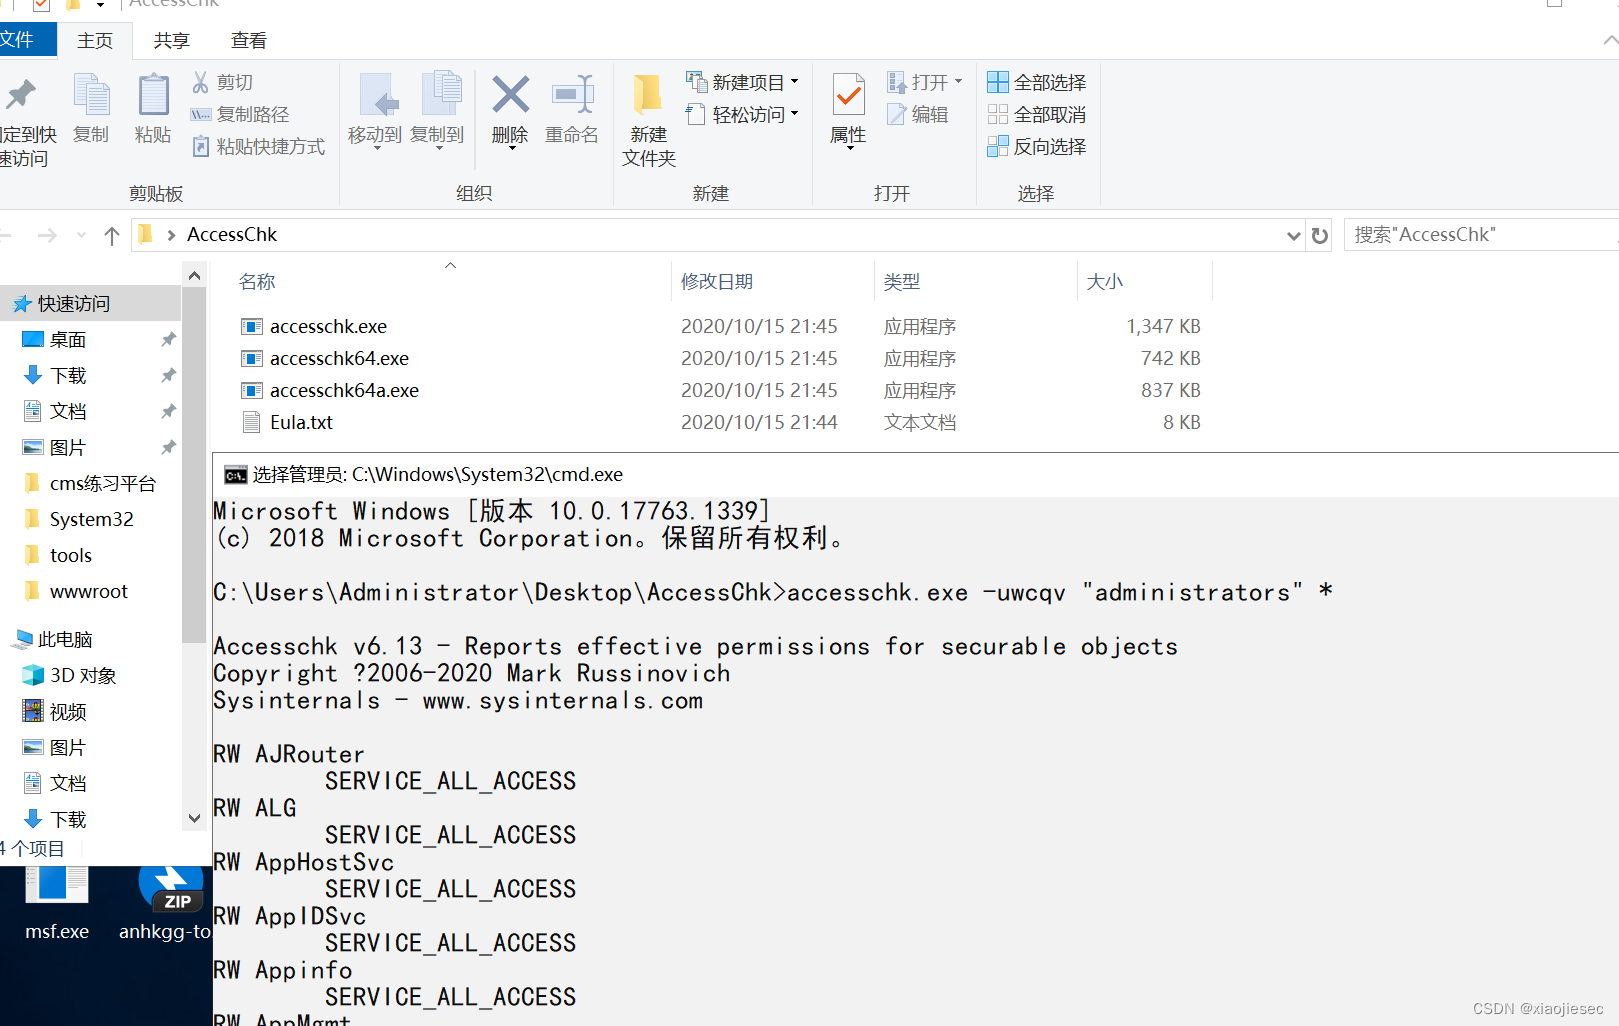 AccessChk
文件 主页 共享 查看
剪切
复制路径
粘贴快捷方式
定到快
速访问
复制 粘贴
移动到 复制到 删除 重命名
新建
文件夹
新建项目
轻松访问
属性
打开
编辑
全部选择
全部取消
反向选择
剪贴板 组织 新建 打开 选择
AccessChk
搜索"AccessChk"
快速访问
桌面
下载
文档
图片
cms练习平台
System32
tools
wwwroot
此电脑
3D 对象
视频
图片
文档
下载
4 个项目
名称 修改日期 类型 大小
accesschk.exe 2020/10/15 21:45 应用程序 1,347 KB
accesschk64.exe 2020/10/15 21:45 应用程序 742 KB
accesschk64a.exe 2020/10/15 21:45 应用程序 837 KB
Eula.txt 2020/10/15 21:44 文本文档 8 KB
选择管理员: C:\Windows\System32\cmd.exe
Microsoft Windows [版本 10.0.17763.1339]
(c) 2018 Microsoft Corporation。保留所有权利。
C:\Users\Administrator\Desktop\AccessChk>accesschk.exe -uwcqv "administrators" *
Accesschk v6.13 - Reports effective permissions for securable objects
Copyright ?2006-2020 Mark Russinovich
Sysinternals - www.sysinternals.com
RW AJRouter
SERVICE_ALL_ACCESS
RW ALG
SERVICE_ALL_ACCESS
RW AppHostSvc
SERVICE_ALL_ACCESS
RW AppIDSvc
SERVICE_ALL_ACCESS
RW Appinfo
SERVICE_ALL_ACCESS
RW AppMgmt
ZIP
msf.exe
anhkgg-to
CSDN @xiaojiesec